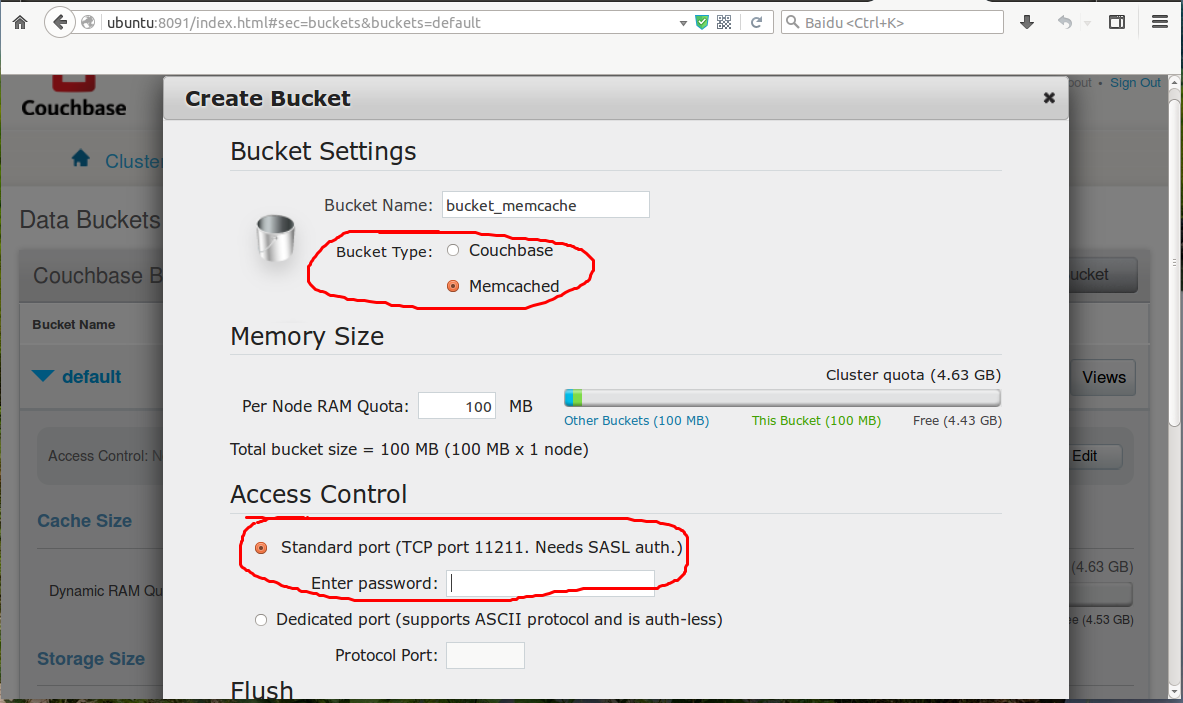 ubuntu:8091/index.html#sec=buckets&buckets=default
Baidu <Ctrl+K>
Couchbase
bout • Sign Out
Cluster
Data Buckets
Couchbase B
ucket
Bucket Name
default
Views
Access Control: N
Edit
Cache Size
(4.63 GB)
Dynamic RAM Qu
ee (4.53 GB)
Storage Size
Create Bucket
Bucket Settings
Bucket Name: bucket_memcache
Bucket Type: Couchbase
Memcached
Memory Size
Cluster quota (4.63 GB)
Per Node RAM Quota: 100 MB
Other Buckets (100 MB) This Bucket (100 MB) Free (4.43 GB)
Total bucket size = 100 MB (100 MB x 1 node)
Access Control
Standard port (TCP port 11211. Needs SASL auth.)
Enter password:
Dedicated port (supports ASCII protocol and is auth-less)
Protocol Port:
Flush